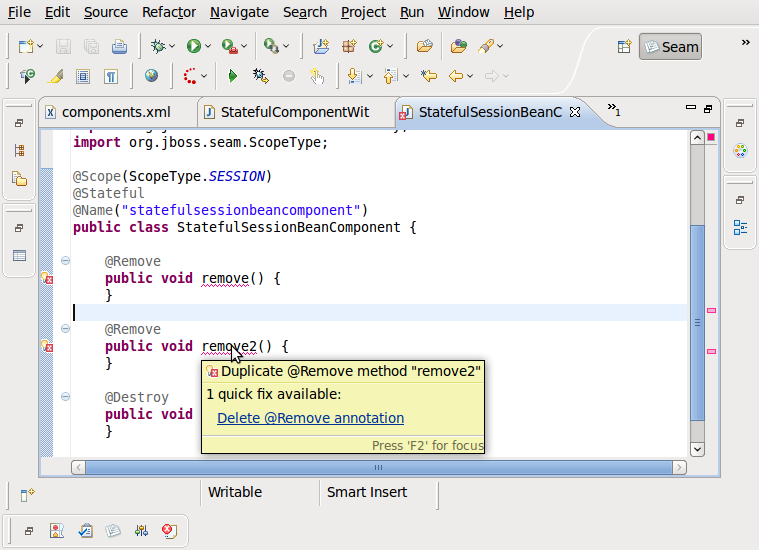 File Edit Source Refactor Navigate Search Project Run Window Help
Seam
components.xml StatefulComponentWit StatefulSessionBeanC 1
import org.jboss.seam.ScopeType;
@Scope(ScopeType.SESSION)
@Stateful
@Name("statefulsessionbeancomponent")
public class StatefulSessionBeanComponent {
@Remove
public void remove() {
}
@Remove
public void remove2() {
}
Duplicate @Remove method "remove2"
1 quick fix available:
Delete @Remove annotation
Press 'F2' for focus
@Destroy
public void
}
Writable Smart Insert